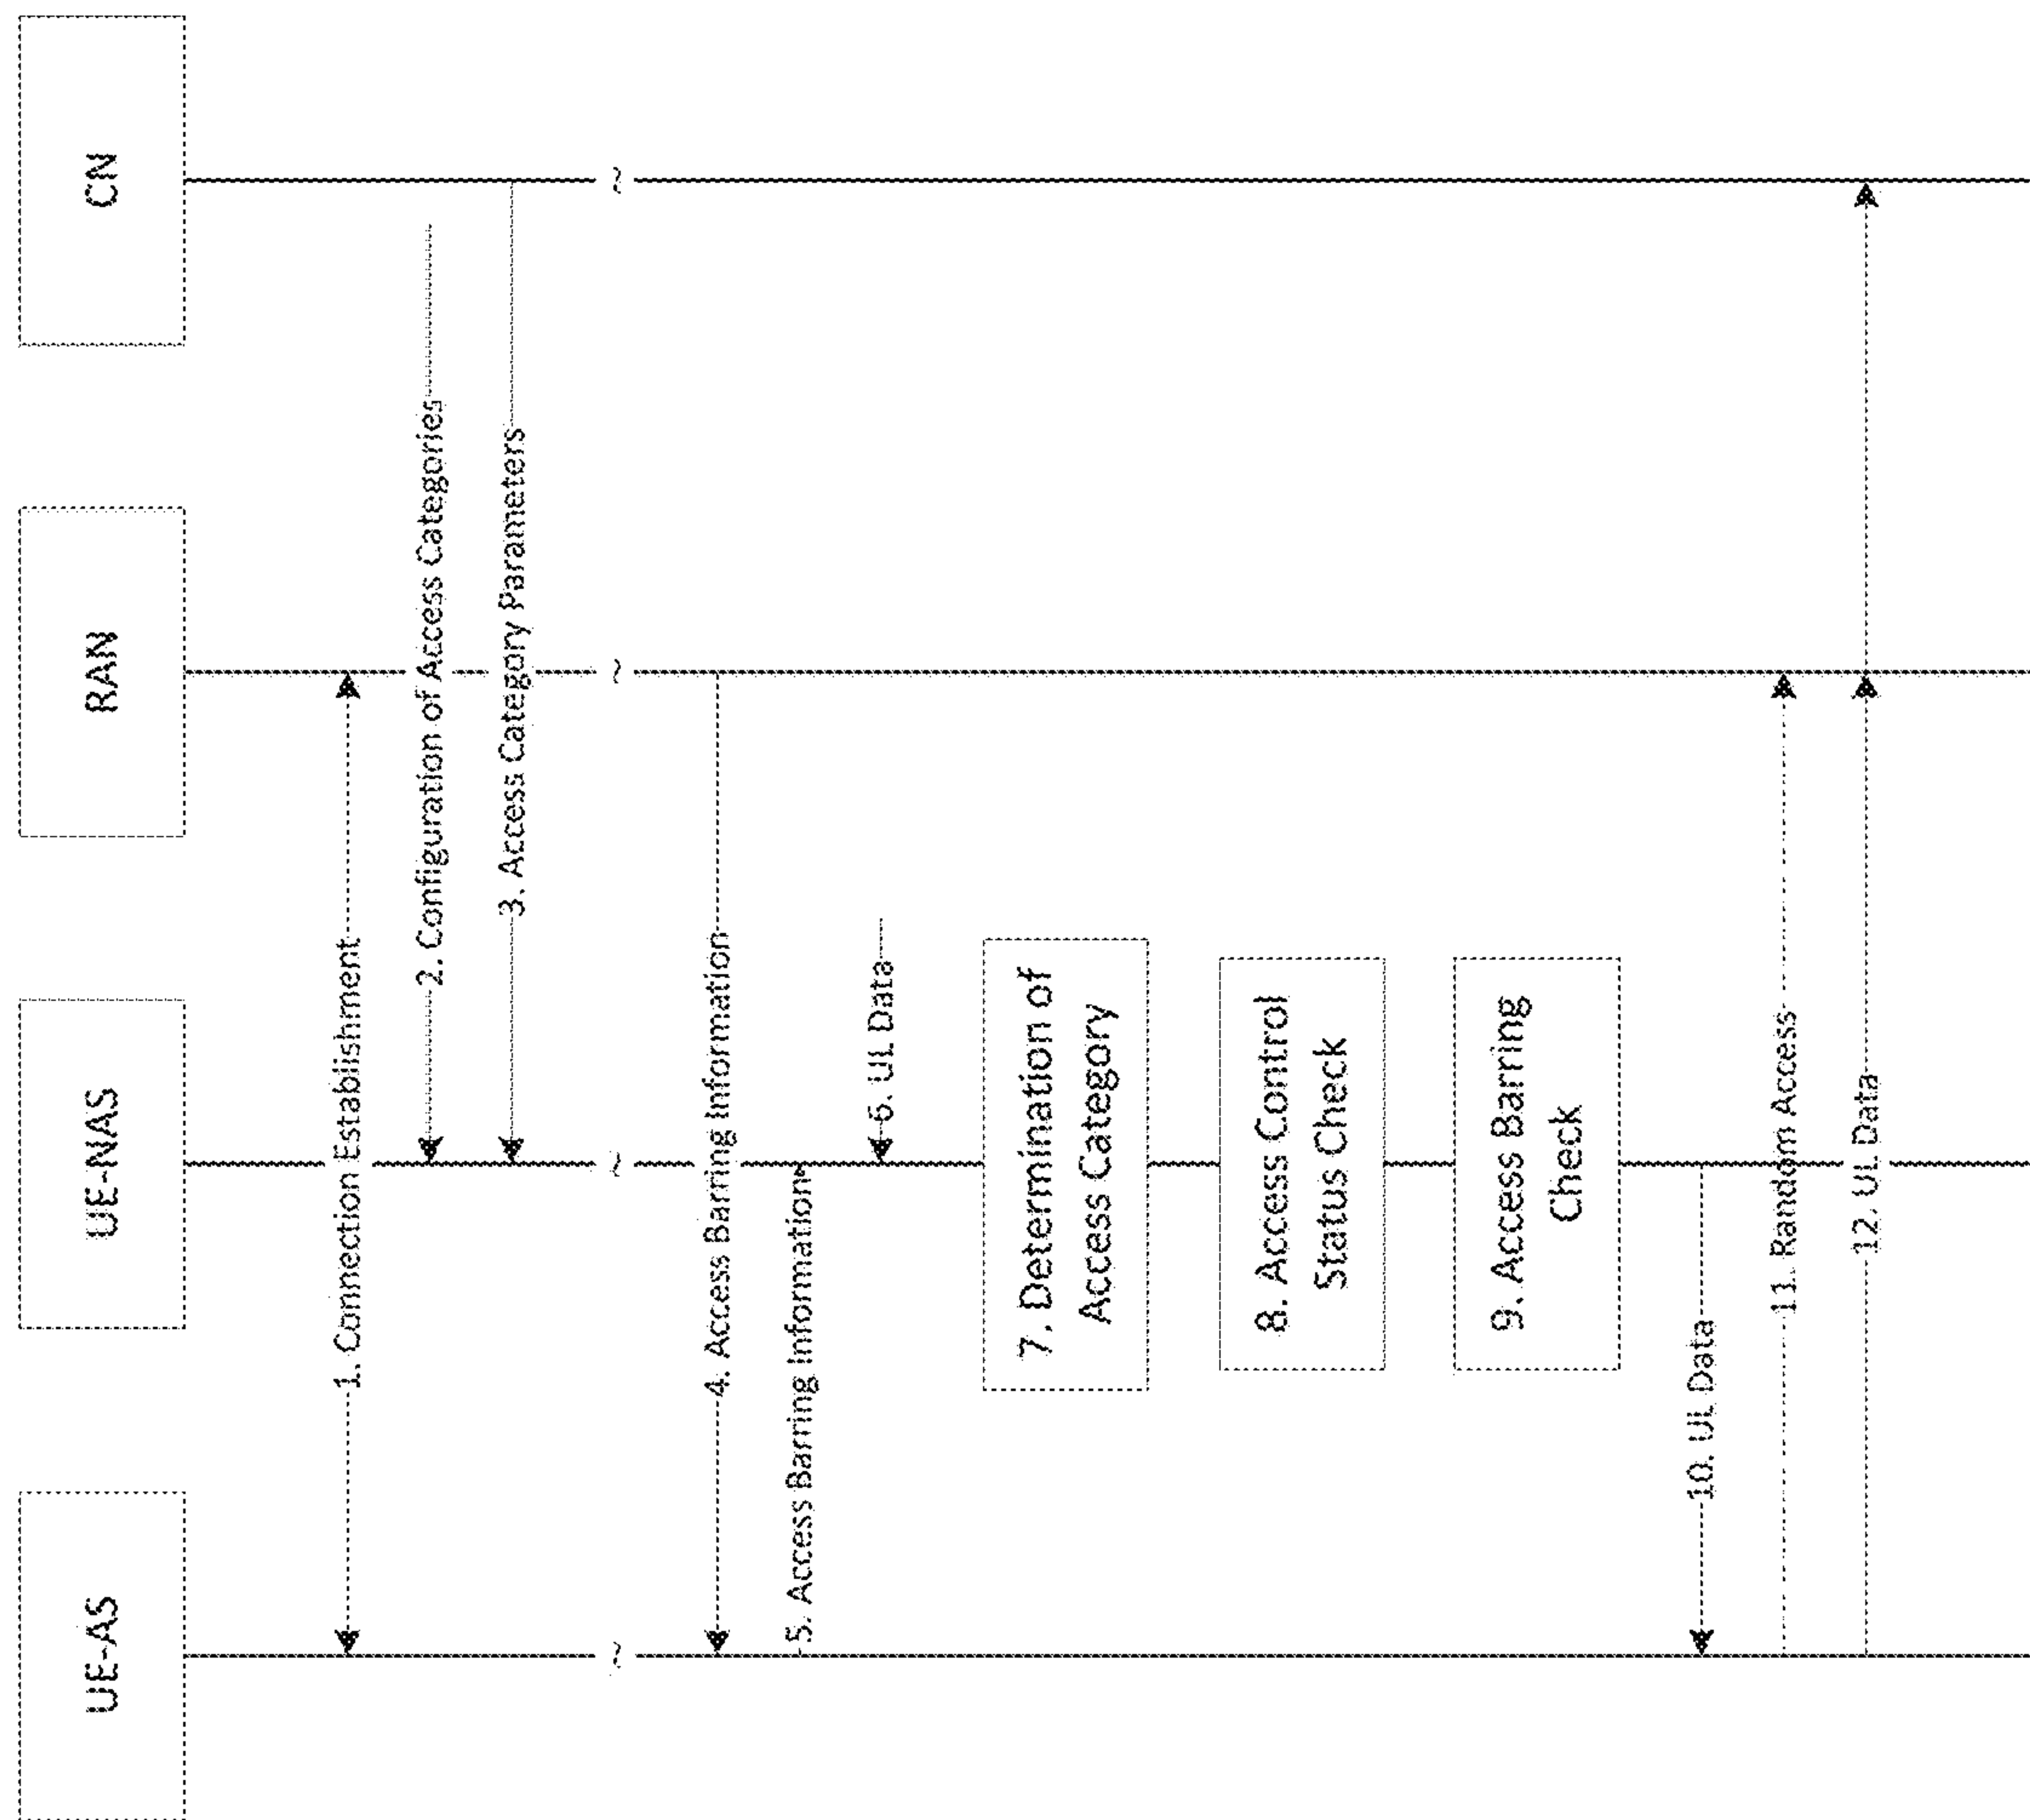 UE-AS
UE-NAS
RAN
CN
1. Connection Establishment
2. Configuration of Access Categories
3. Access Category Parameters
4. Access Barring Information
5. Access Barring Information
6. UL Data
7. Determination of
Access Category
8. Access Control
Status Check
9. Access Barring
Check
10. UL Data
11. Random Access
12. UL Data